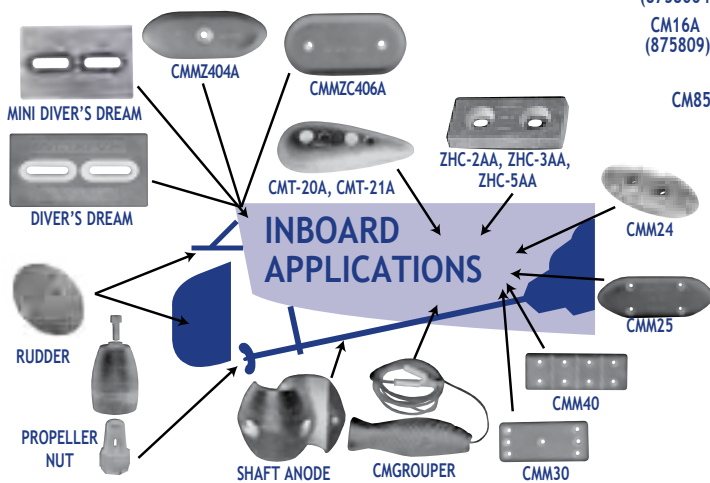 (8758064
CM16A
(875809)
CM85
CMMZ404A
CMMZC406A
MINI DIVER'S DREAM
DIVER'S DREAM
CMT-20A, CMT-21A
ZHC-2AA, ZHC-3AA,
ZHC-5AA
CMM24
INBOARD
APPLICATIONS
CMM25
RUDDER
CMM40
PROPELLER
NUT
SHAFT ANODE
CMGROUPER
CMM30